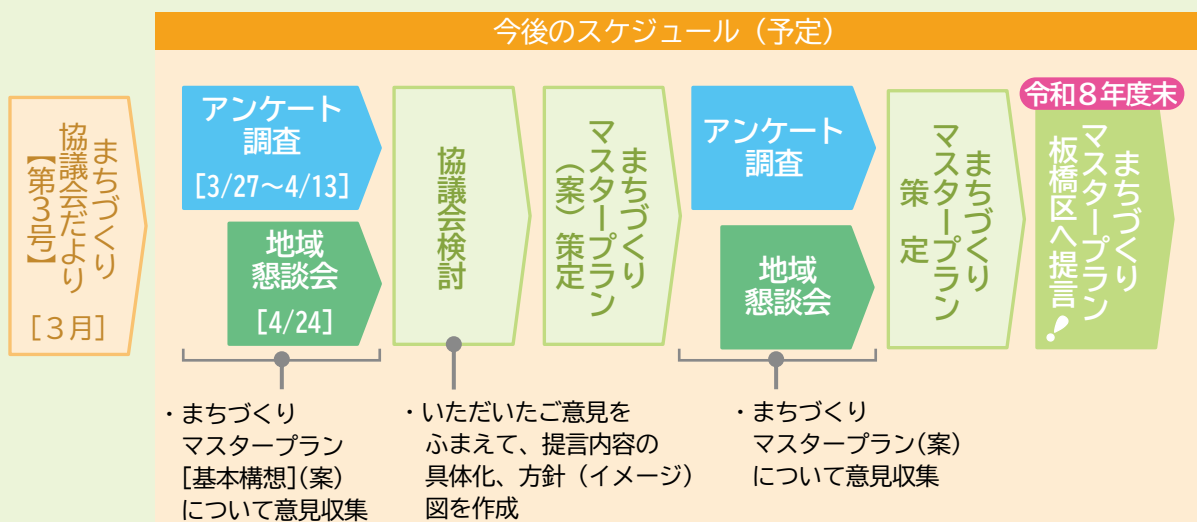 今後のスケジュール（予定）
まちづくり
協議会だより
【第３号】
［３月］
アンケート
調査
［3/27～4/13］
地域
懇談会
［4/24］
協議会検討
まちづくり
マスタープラン
（案）策定
アンケート
調査
地域
懇談会
まちづくり
マスタープラン
策 定
令和８年度末
まちづくり
マスタープラン
板橋区へ提言！
・まちづくり
マスタープラン
[基本構想](案)
について意見収集
・いただいたご意見を
ふまえて、提言内容の
具体化、方針（イメージ）
図を作成
・まちづくり
マスタープラン(案)
について意見収集